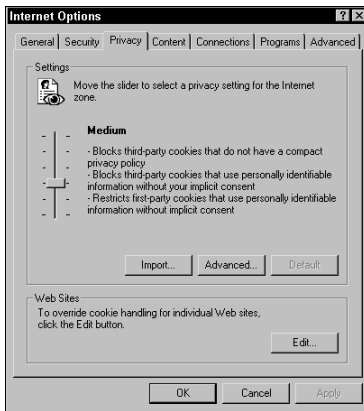 Internet Options
General Security Privacy Content Connections Programs Advanced
Settings
Move the slider to select a privacy setting for the Internet
zone.
Medium
- Blocks third-party cookies that do not have a compact
privacy policy
- Blocks third-party cookies that use personally identifiable
information without your implicit consent
- Restricts first-party cookies that use personally identifiable
information without implicit consent
Import... Advanced... Default
Web Sites
To override cookie handling for individual Web sites,
click the Edit button.
Edit...
OK Cancel Apply